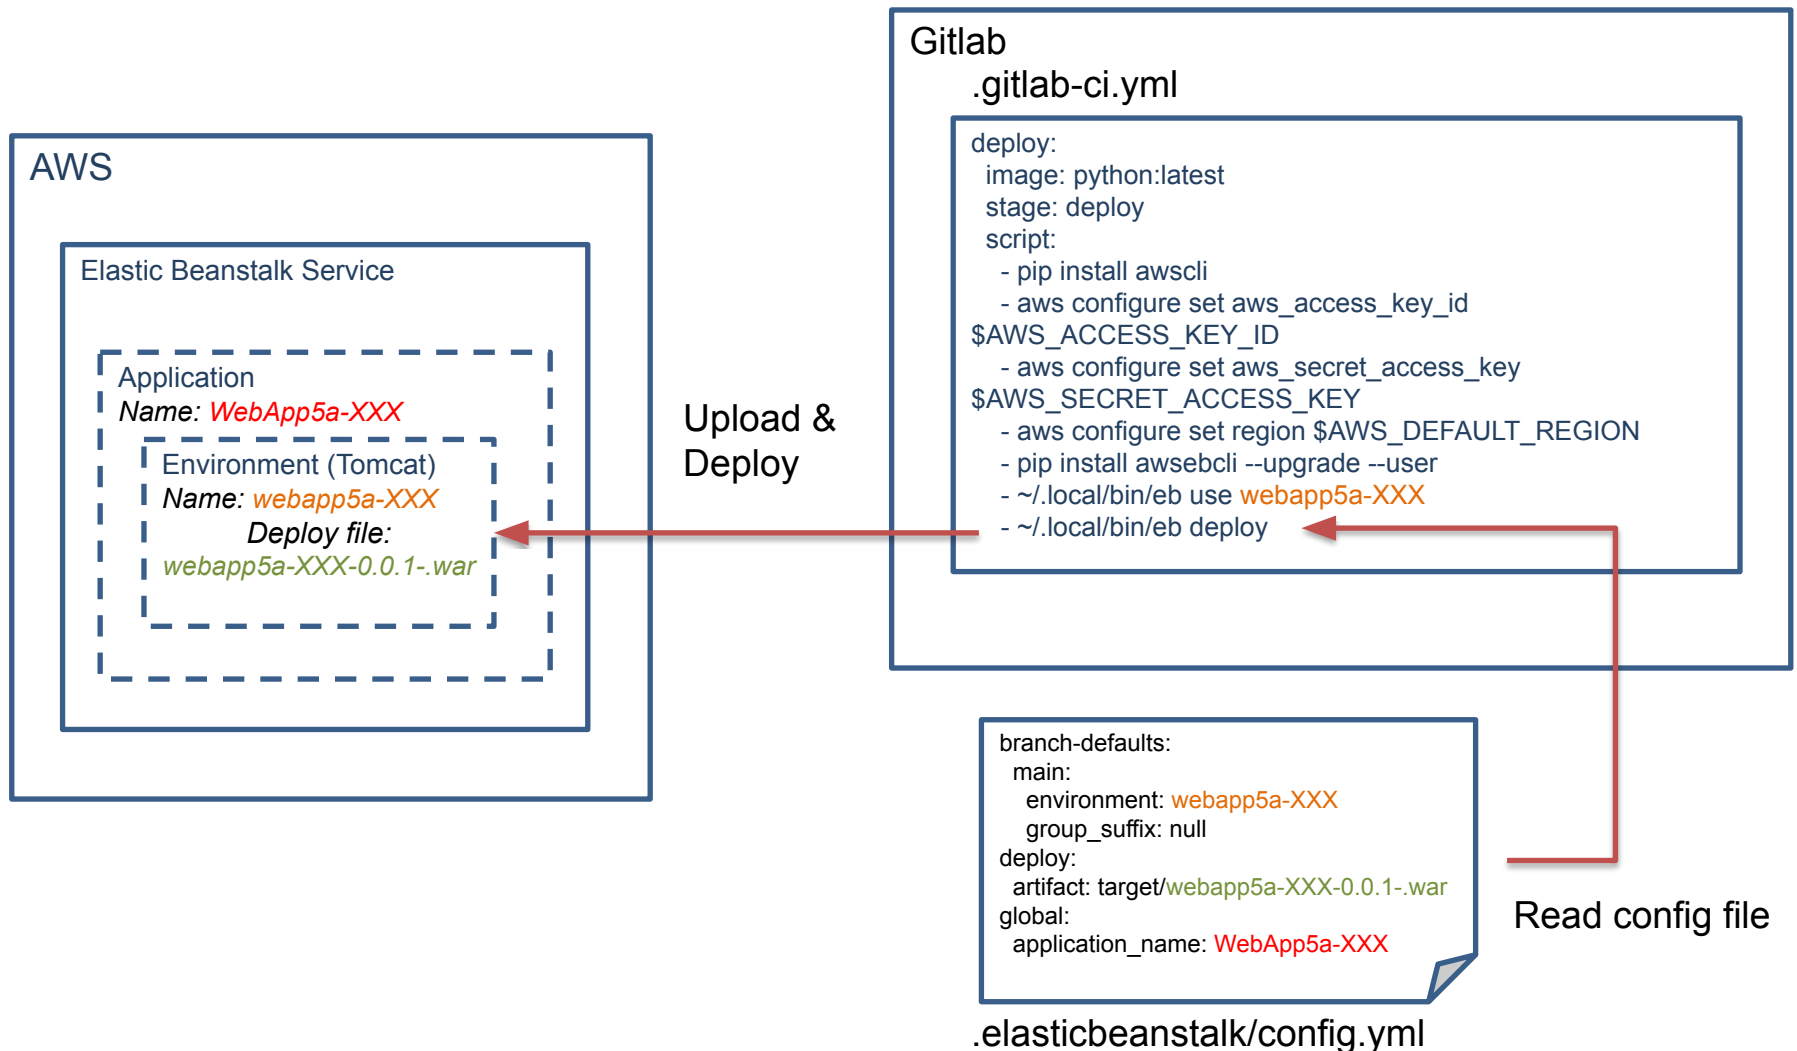 Gitlab
.gitlab-ci.yml
deploy:
image: python:latest
stage: deploy
script:
- pip install awscli
- aws configure set aws_access_key_id
$AWS_ACCESS_KEY_ID
- aws configure set aws_secret_access_key
$AWS_SECRET_ACCESS_KEY
- aws configure set region $AWS_DEFAULT_REGION
- pip install awsebcli --upgrade --user
- ~/.local/bin/eb use webapp5a-XXX
- ~/.local/bin/eb deploy
AWS
Elastic Beanstalk Service
Application
Name: WebApp5a-XXX
Environment (Tomcat)
Name: webapp5a-XXX
Deploy file:
webapp5a-XXX-0.0.1-.war
Upload &
Deploy
branch-defaults:
main:
environment: webapp5a-XXX
group_suffix: null
deploy:
artifact: target/webapp5a-XXX-0.0.1-.war
global:
application_name: WebApp5a-XXX
Read config file
.elasticbeanstalk/config.yml